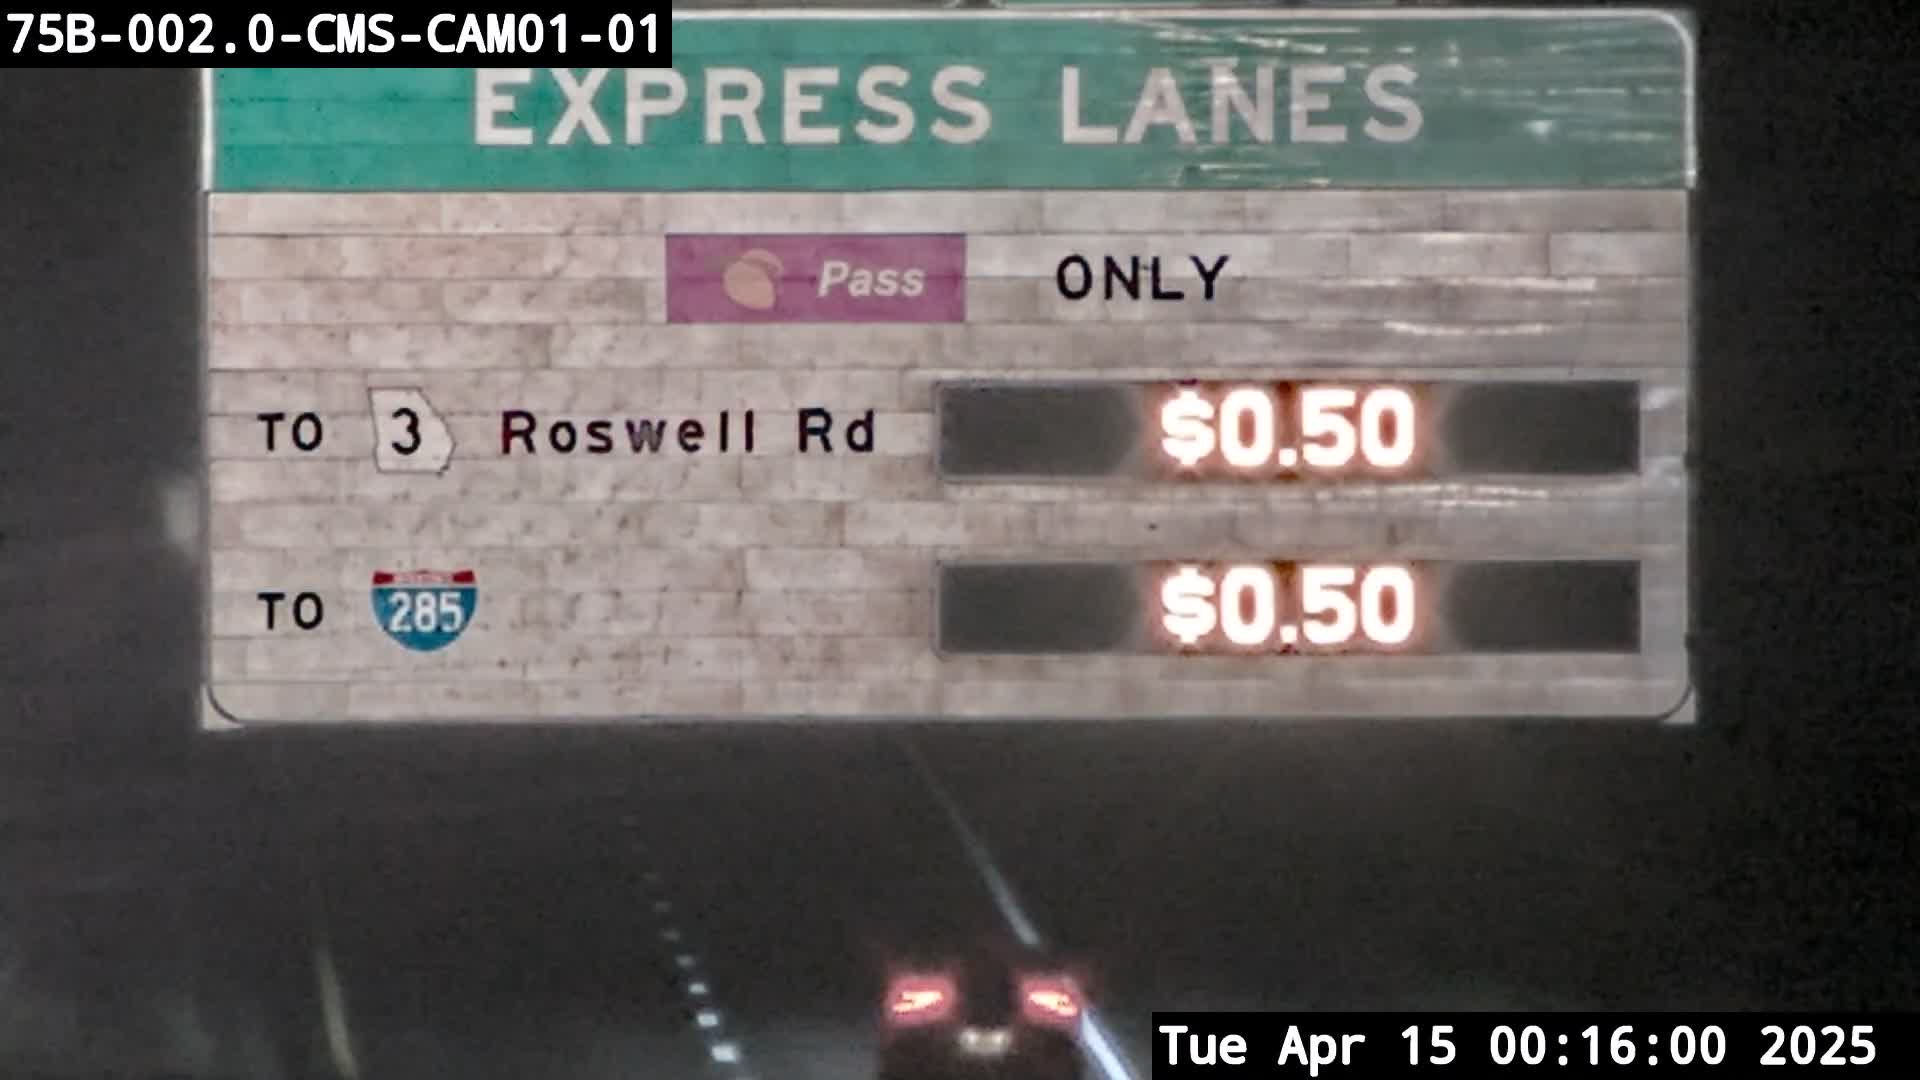 75B-002.0-CMS-CAM01-01
EXPRESS LANES
Pass ONLY
TO 3 Roswell Rd $0.50
TO 285 $0.50
Tue Apr 15 00:16:00 2025